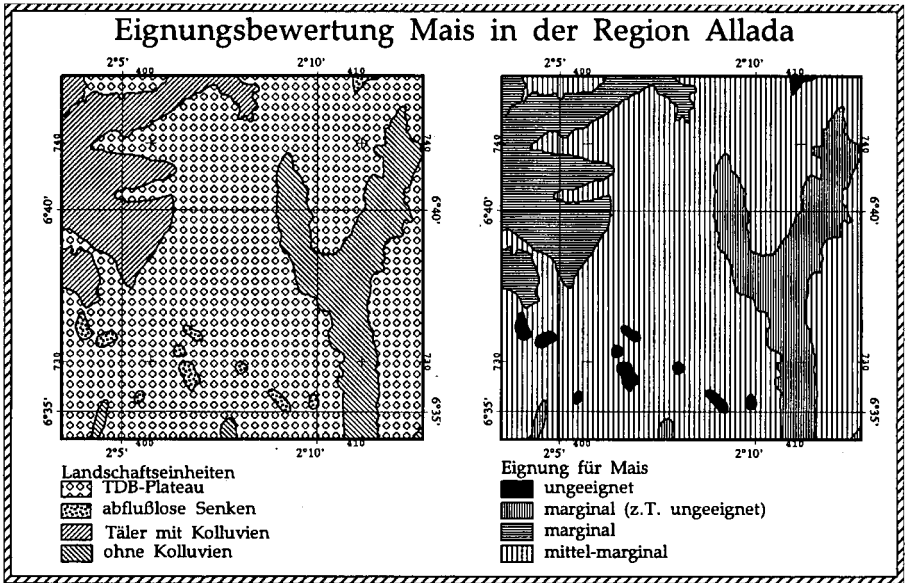 Eignungsbewertung Mais in der Region Allada
2°5' 400 2°10' 410
2°5' 400 2°10' 410
740 740
740 740
6°40' 6°40'
6°40' 6°40'
730 730
730 730
6°35' 6°35'
6°35' 6°35'
2°5' 400 2°10' 410
2°5' 400 2°10' 410
Landschaftseinheiten
TDB-Plateau
abflußlose Senken
Täler mit Kolluvien
ohne Kolluvien
Eignung für Mais
ungeeignet
marginal (z.T. ungeeignet)
marginal
mittel-marginal